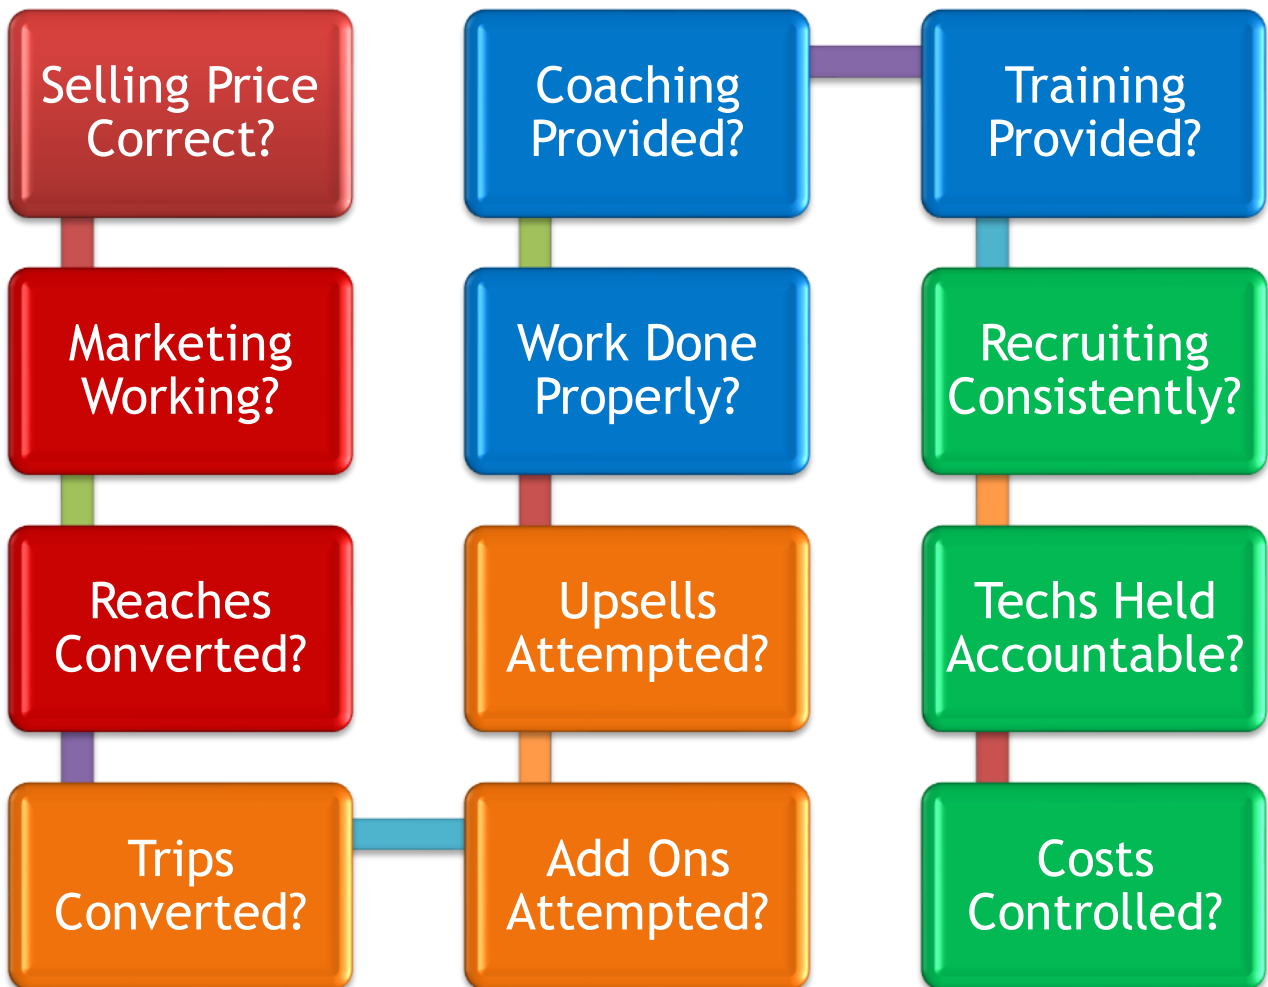 Selling Price
Correct?
Marketing
Working?
Reaches
Converted?
Trips
Converted?
Add Ons
Attempted?
Upsells
Attempted?
Work Done
Properly?
Coaching
Provided?
Training
Provided?
Recruiting
Consistently?
Techs Held
Accountable?
Costs
Controlled?